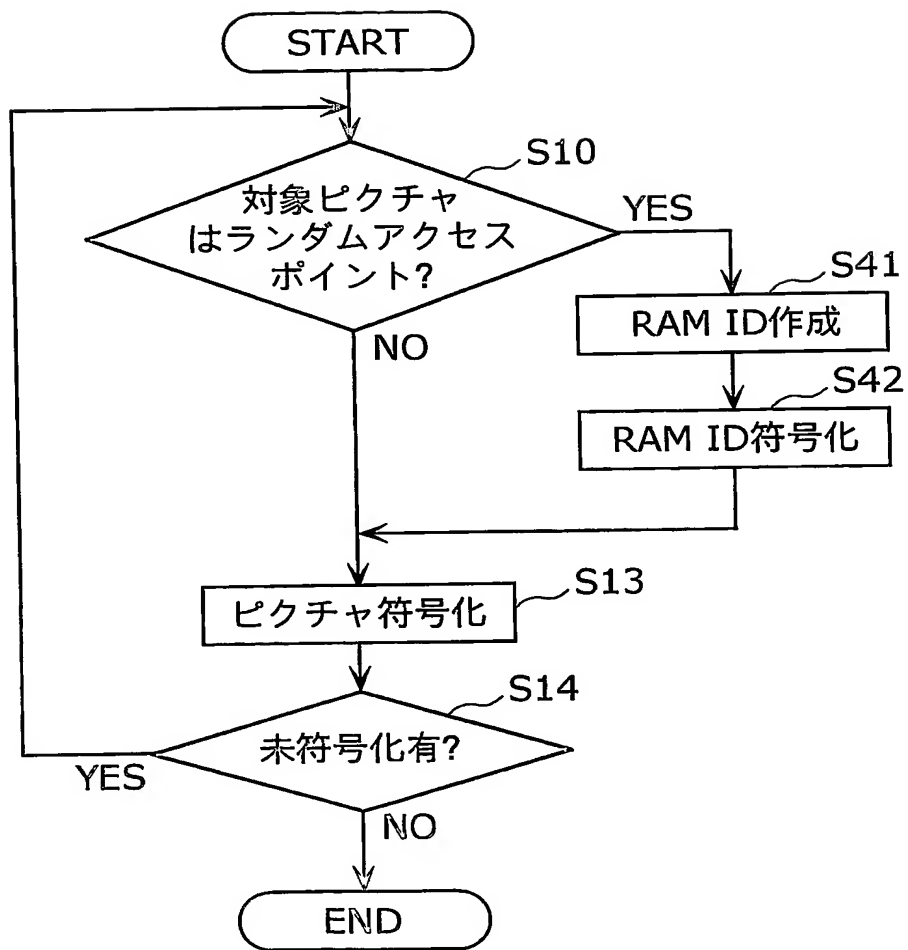 START
S10
対象ピクチャ
はランダムアクセス
ポイント?
YES
S41
RAM ID作成
NO
S42
RAM ID符号化
S13
ピクチャ符号化
S14
未符号化有?
YES
NO
END